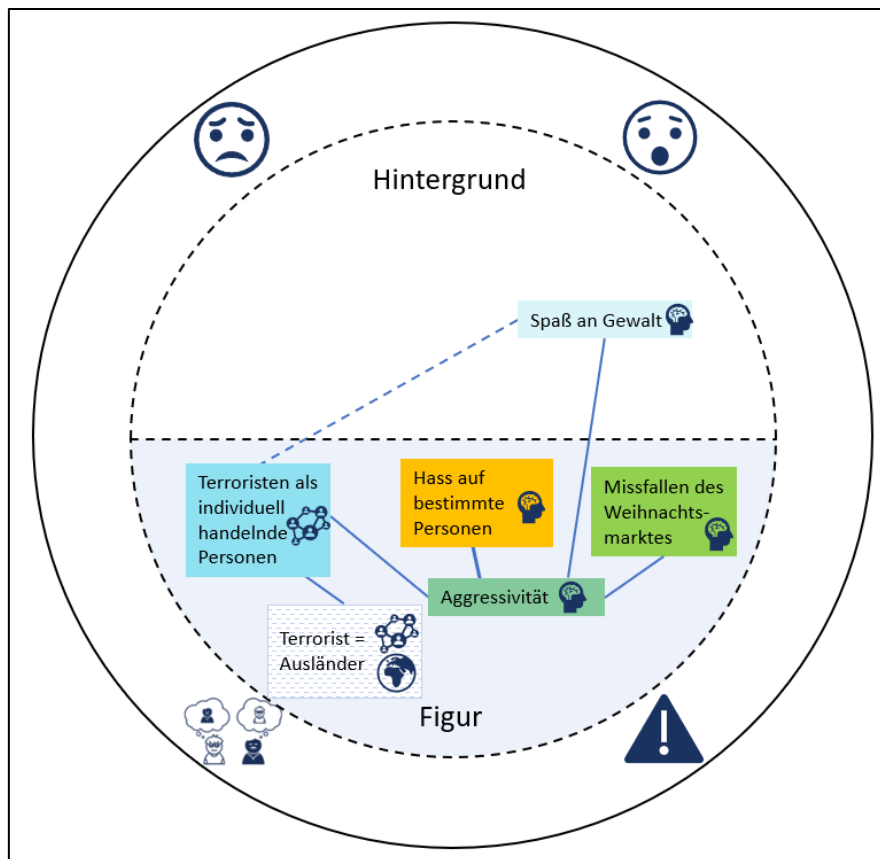 Hintergrund
Spaß an Gewalt
Terroristen als
individuell
handelnde
Personen
Hass auf
bestimmte
Personen
Missfallen des
Weihnachts-
marktes
Aggressivität
Terrorist =
Ausländer
Figur